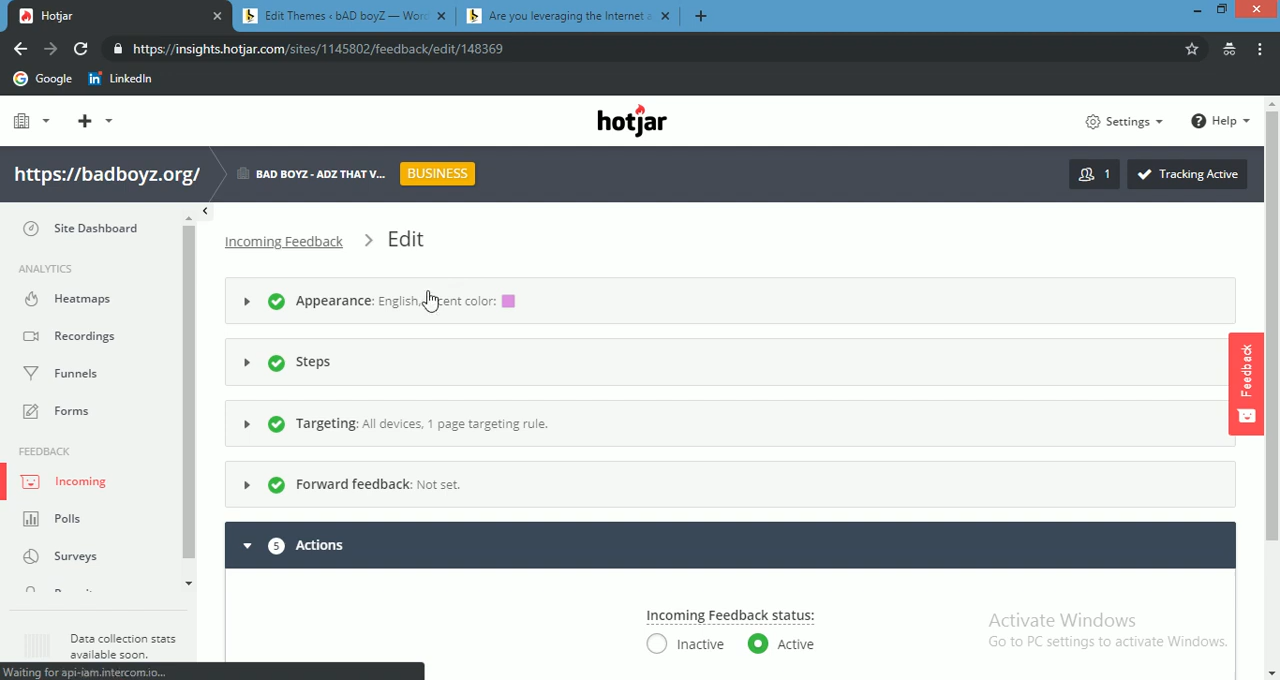 Hotjar
Edit Themes ‹ bAD boyZ — Word
Are you leveraging the Internet a
https://insights.hotjar.com/sites/1145802/feedback/edit/148369
Google
LinkedIn
hotjar
Settings
Help
https://badboyz.org/
BAD BOYZ - ADZ THAT V...
BUSINESS
1
Tracking Active
Site Dashboard
ANALYTICS
Heatmaps
Recordings
Funnels
Forms
FEEDBACK
Incoming
Polls
Surveys
Data collection stats
available soon.
Waiting for api-iam.intercom.io...
Incoming Feedback > Edit
Appearance: English, cent color:
Steps
Targeting: All devices, 1 page targeting rule.
Forward feedback: Not set.
5 Actions
Incoming Feedback status:
Inactive
Active
Feedback
Activate Windows
Go to PC settings to activate Windows.